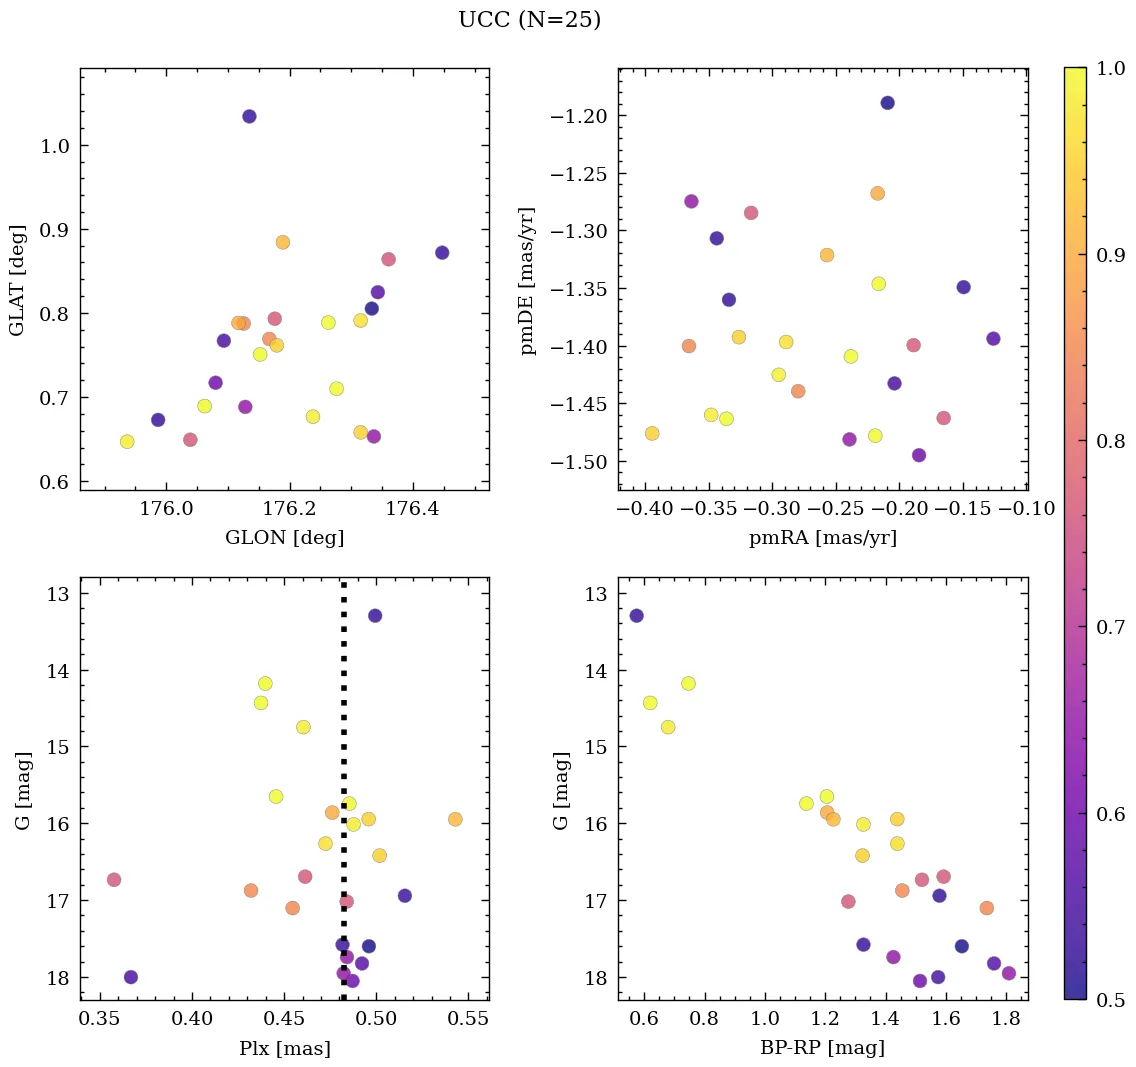 UCC (N=25)
1.0
0.9
0.8
0.7
0.6
GLAT [deg]
176.0 176.2 176.4
GLON [deg]
−1.20
−1.25
−1.30
−1.35
−1.40
−1.45
−1.50
pmDE [mas/yr]
−0.40 −0.35 −0.30 −0.25 −0.20 −0.15 −0.10
pmRA [mas/yr]
13
14
15
16
17
18
G [mag]
0.35 0.40 0.45 0.50 0.55
Plx [mas]
13
14
15
16
17
18
G [mag]
0.6 0.8 1.0 1.2 1.4 1.6 1.8
BP-RP [mag]
1.0
0.9
0.8
0.7
0.6
0.5